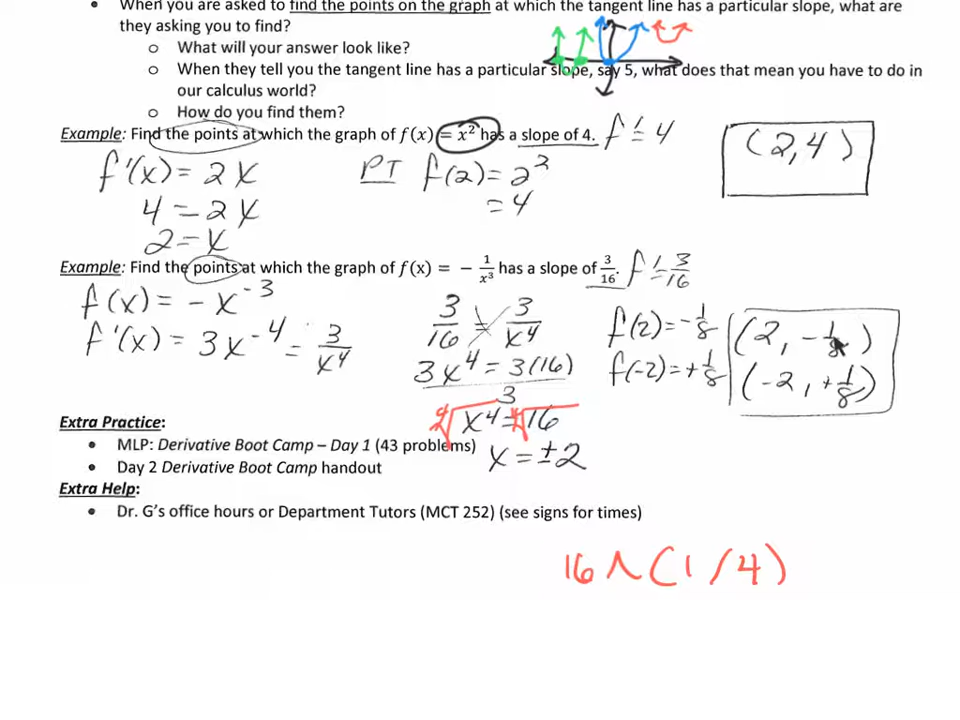 When you are asked to find the points on the graph at which the tangent line has a particular slope, what are
they asking you to find?
What will your answer look like?
When they tell you the tangent line has a particular slope, say 5, what does that mean you have to do in
our calculus world?
How do you find them?
Example: Find the points at which the graph of f(x) = x² has a slope of 4. f' = 4
f'(x) = 2x
4 = 2x
2 = x
PT f(2) = 2²
= 4
(2,4)
Example: Find the points at which the graph of f(x) = − 1/x³ has a slope of 3/16. f' = 3/16
f(x) = -x⁻³
f'(x) = 3x⁻⁴ = 3/x⁴
3/16 = 3/x⁴
3x⁴ = 3(16)
3
∜x⁴ = ∜16
x = ±2
f(2) = -1/8
f(-2) = +1/8
(2, -1/8)
(-2, +1/8)
Extra Practice:
MLP: Derivative Boot Camp – Day 1 (43 problems)
Day 2 Derivative Boot Camp handout
Extra Help:
Dr. G's office hours or Department Tutors (MCT 252) (see signs for times)
16 ^ (1/4)